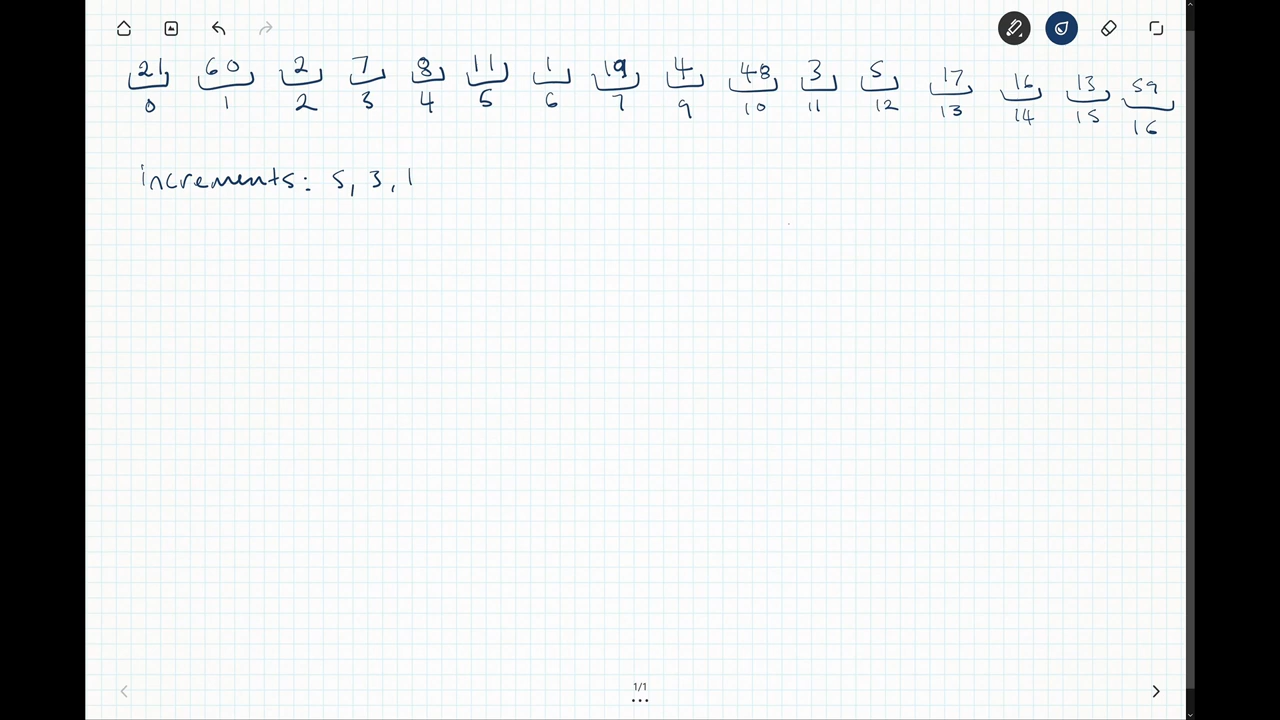 21 60 2 7 8 11 1 19 4 48 3 5 17 16 13 59
0 1 2 3 4 5 6 7 9 10 11 12 13 14 15 16
increments: 5, 3, 1
1/1